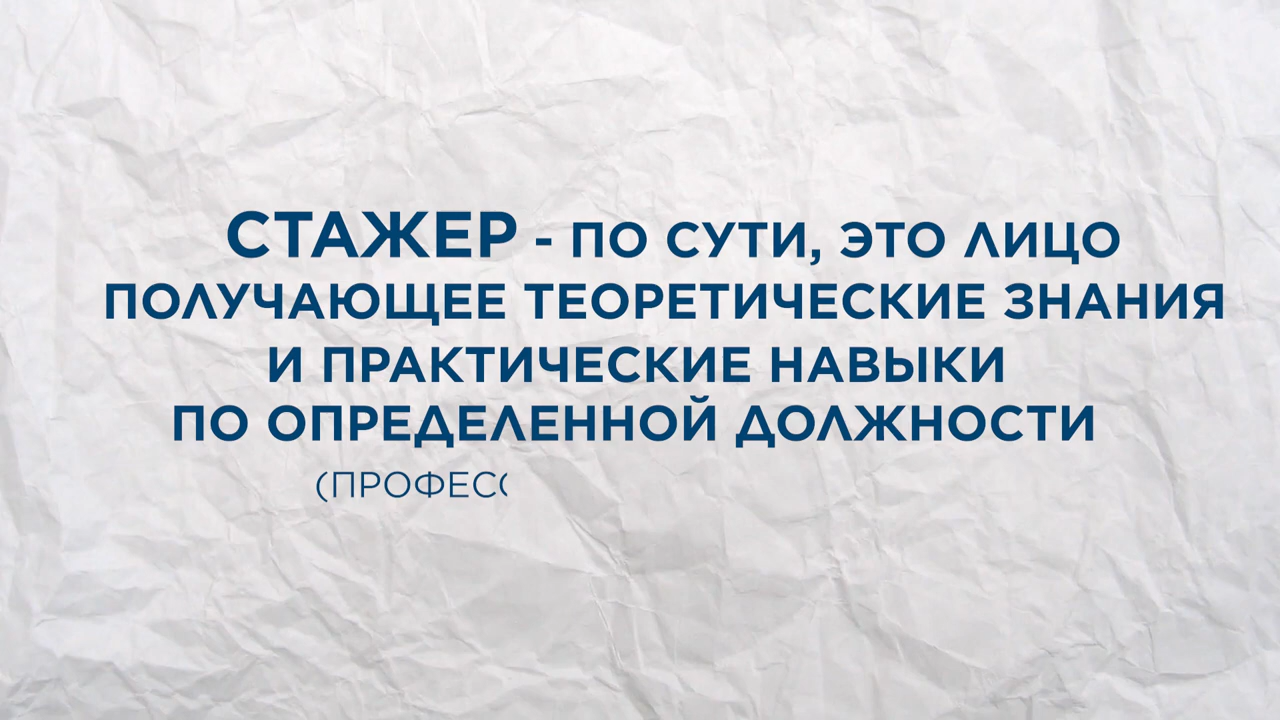 СТАЖЕР - ПО СУТИ, ЭТО ЛИЦО
ПОЛУЧАЮЩЕЕ ТЕОРЕТИЧЕСКИЕ ЗНАНИЯ
И ПРАКТИЧЕСКИЕ НАВЫКИ
ПО ОПРЕДЕЛЕННОЙ ДОЛЖНОСТИ